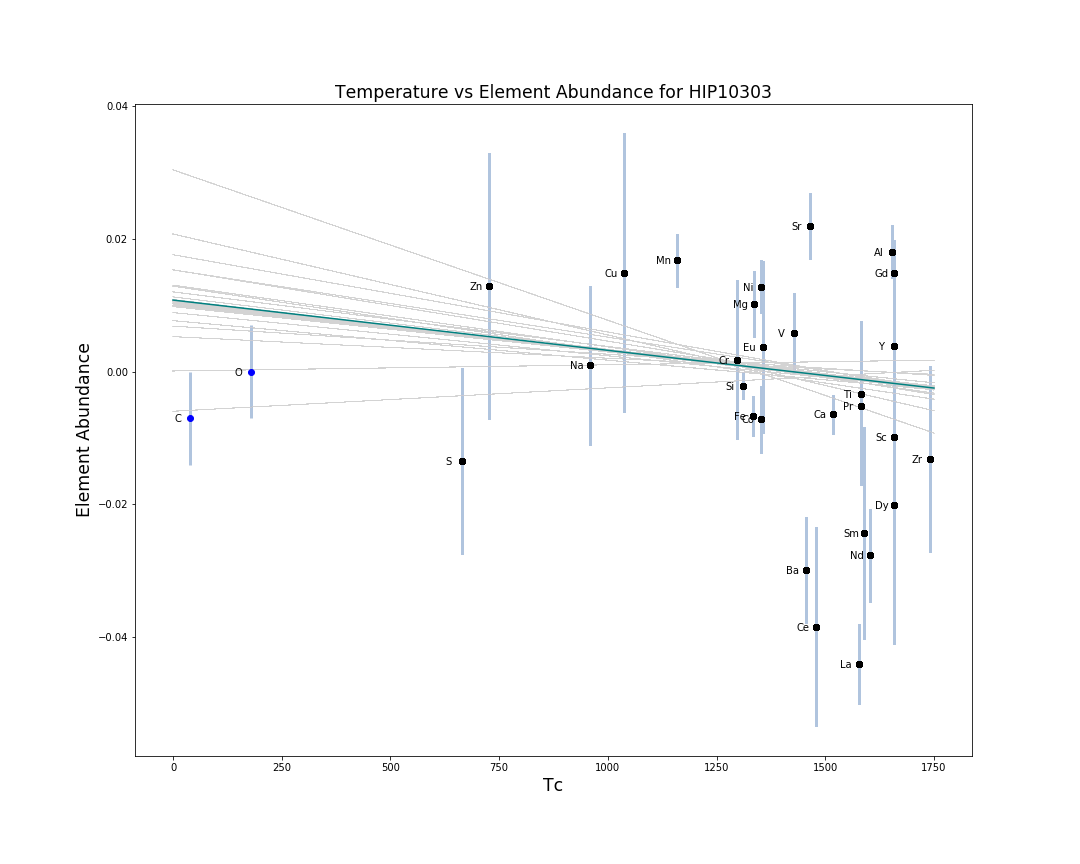 Temperature vs Element Abundance for HIP10303
0.04
0.02
0.00
−0.02
−0.04
Element Abundance
Sr
Al
Mn
Cu
Gd
Zn
Ni
Mg
V
Eu
Y
Cr
Na
O
Si
Ti
Pr
C
Fe
Co
Ca
Sc
S
Zr
Dy
Sm
Nd
Ba
Ce
La
0
250
500
750
1000
1250
1500
1750
Tc